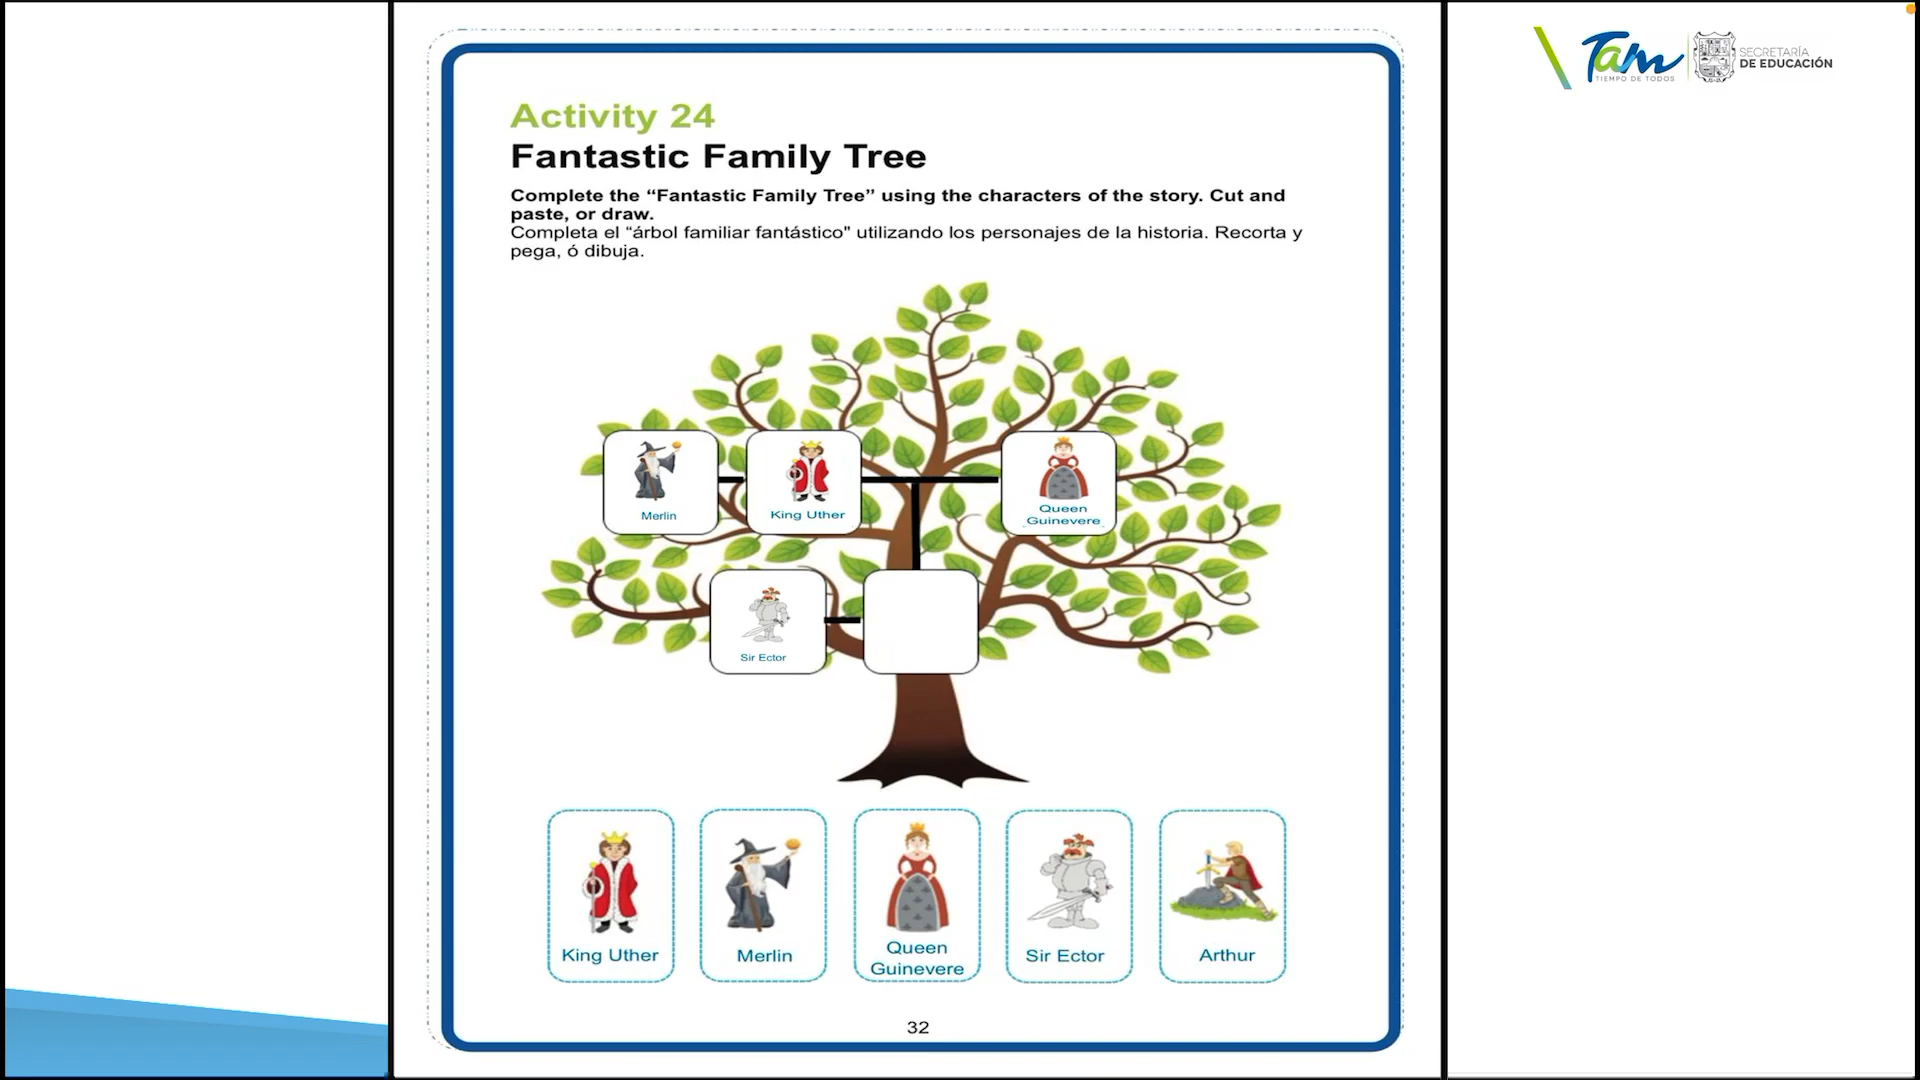 Tam
TIEMPO DE TODOS
SECRETARÍA
DE EDUCACIÓN
Activity 24
Fantastic Family Tree
Complete the “Fantastic Family Tree” using the characters of the story. Cut and
paste, or draw.
Completa el “árbol familiar fantástico" utilizando los personajes de la historia. Recorta y
pega, ó dibuja.
Merlin
King Uther
Queen
Guinevere
Sir Ector
King Uther
Merlin
Queen
Guinevere
Sir Ector
Arthur
32